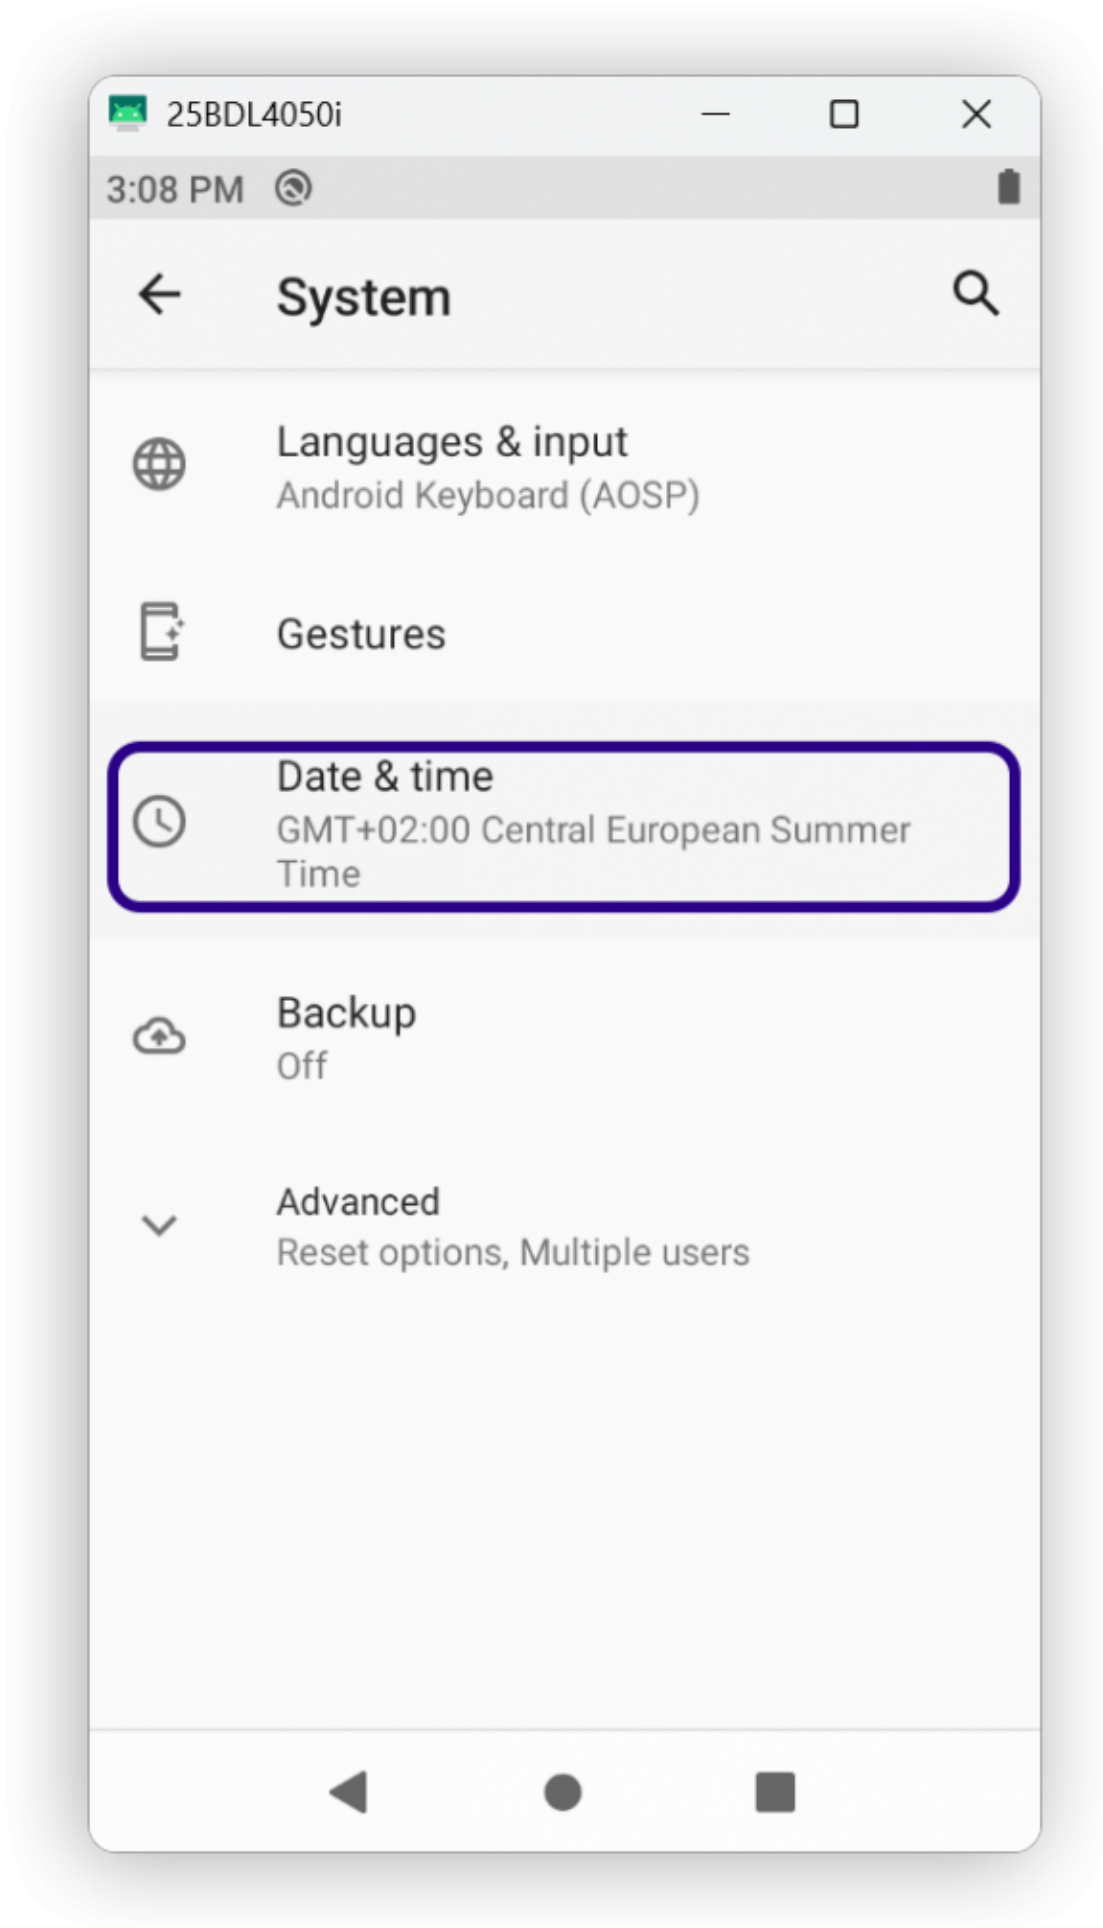 25BDL4050i
3:08 PM
System
Languages & input
Android Keyboard (AOSP)
Gestures
Date & time
GMT+02:00 Central European Summer
Time
Backup
Off
Advanced
Reset options, Multiple users